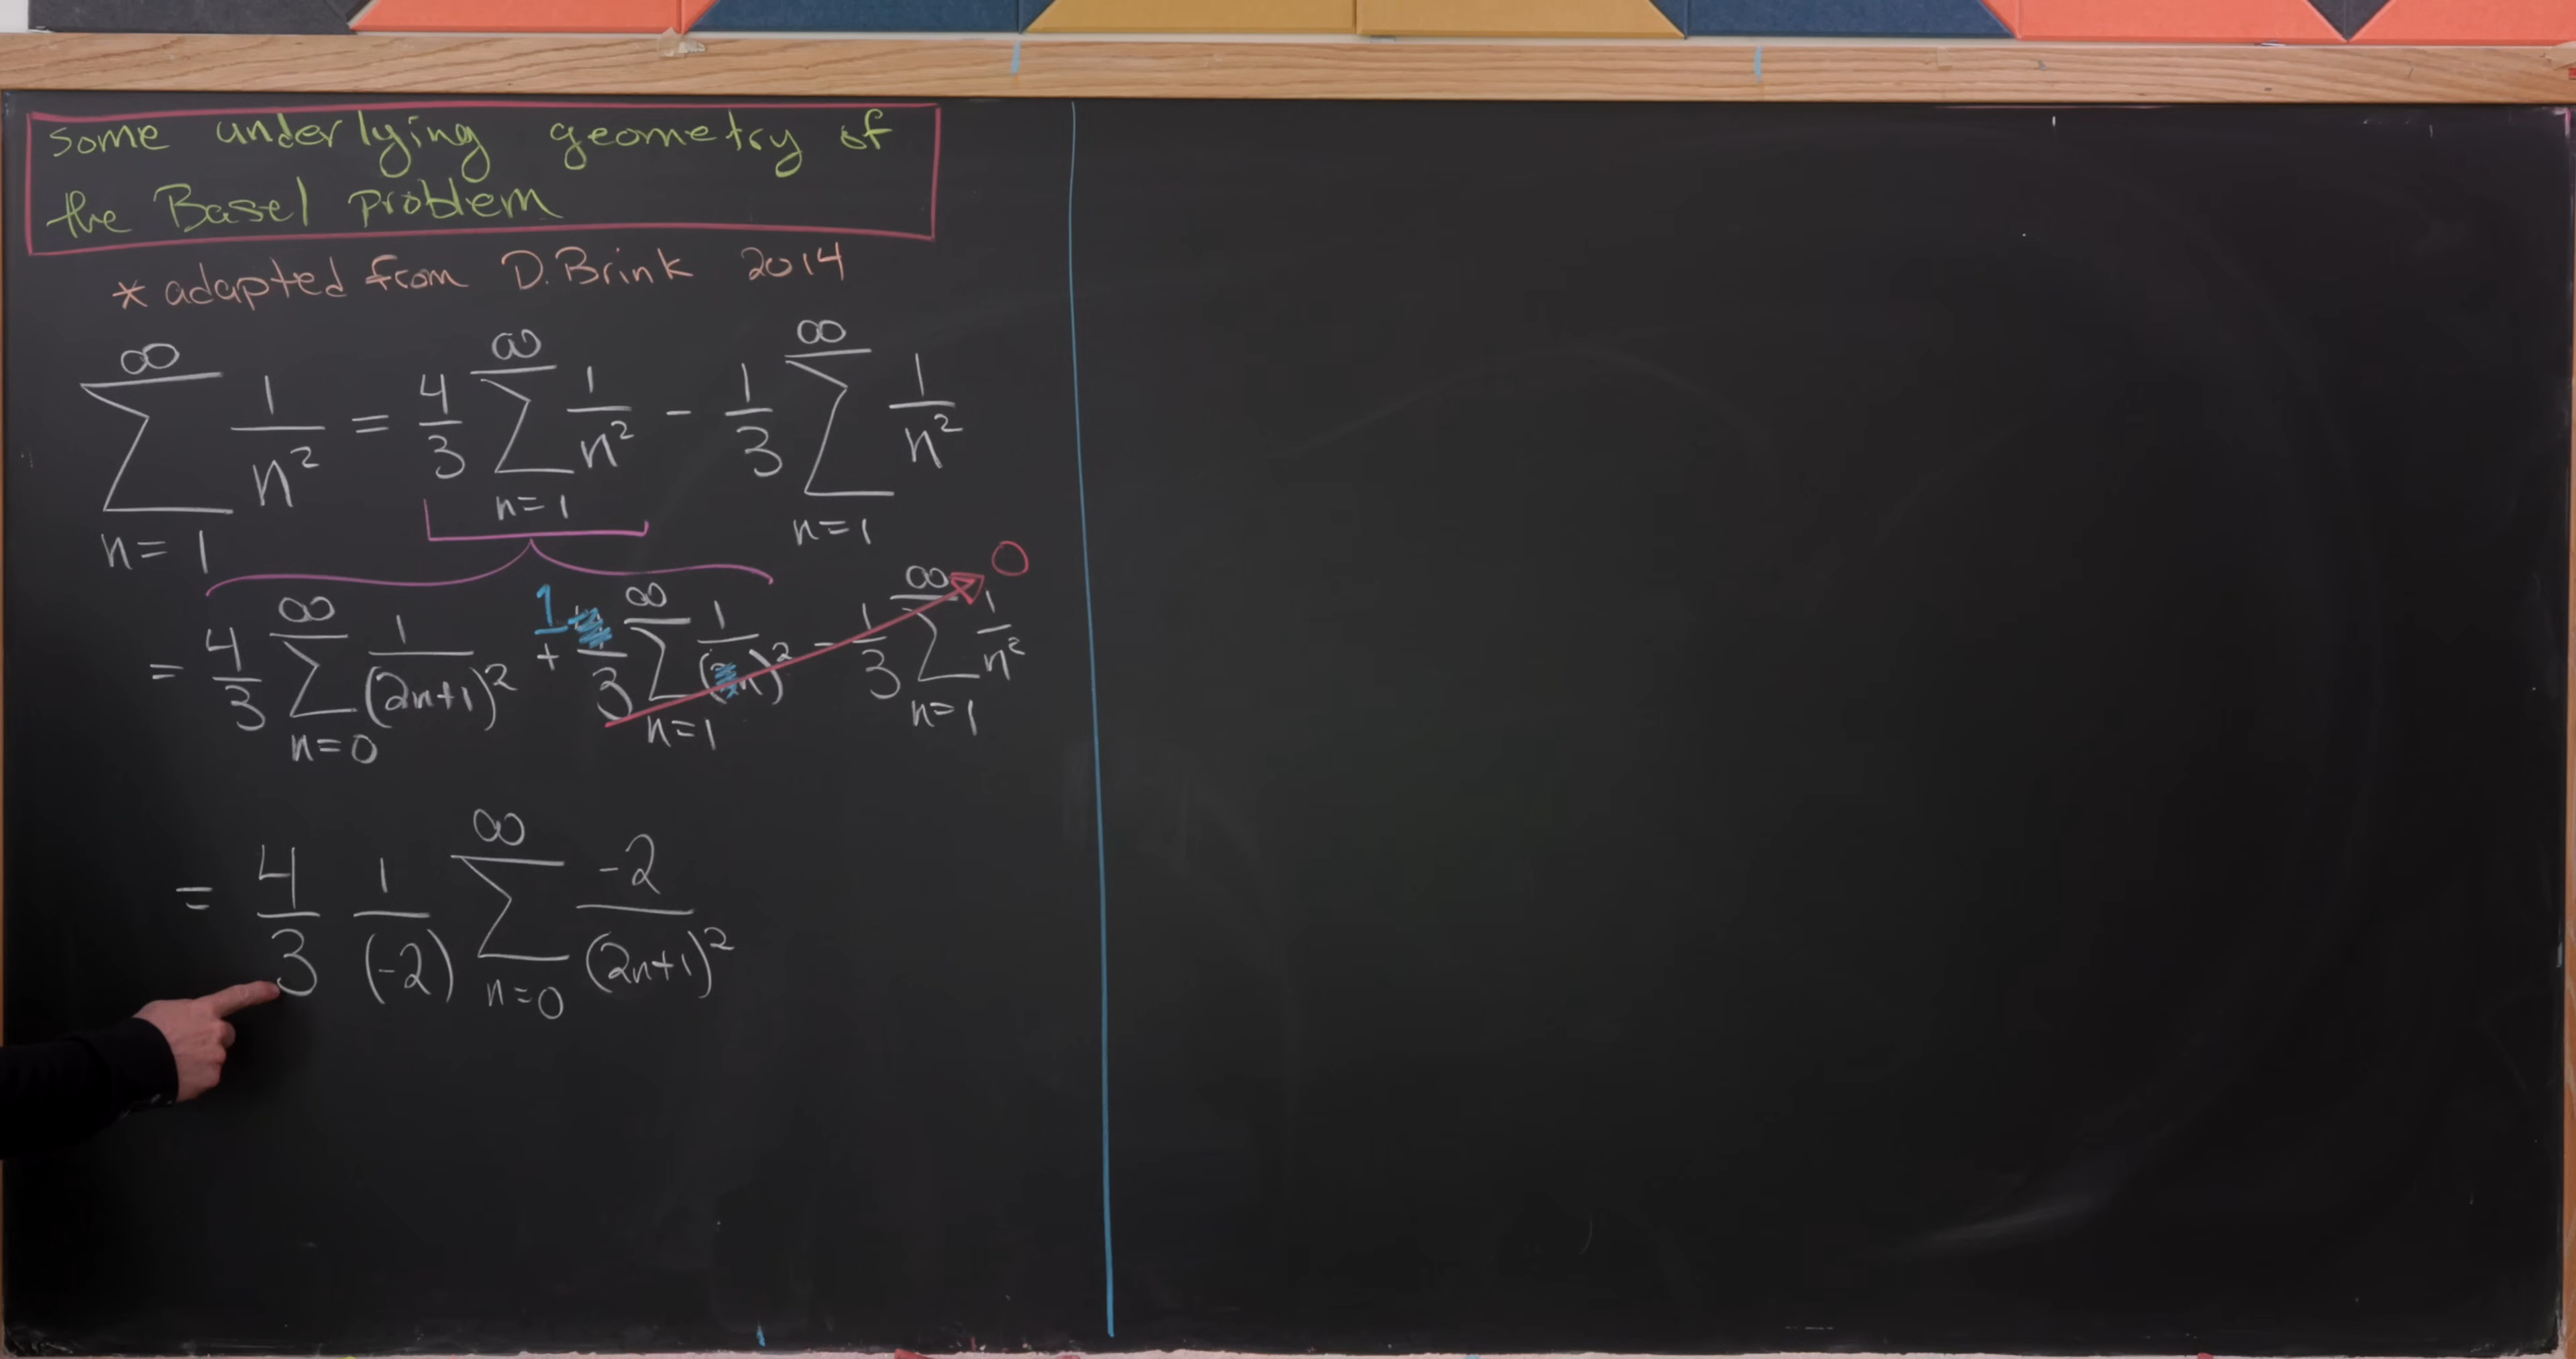 some underlying geometry of
the Basel problem
* adapted from D. Brink 2014
∞ ∑ n=1 1/n² = 4/3 ∞ ∑ n=1 1/n² - 1/3 ∞ ∑ n=1 1/n²
= 4/3 ∞ ∑ n=0 1/(2n+1)² + 1/3 ∞ ∑ n=1 1/(n)² - 1/3 ∞ ∑ n=1 1/n² 0
= 4/3 1/(-2) ∞ ∑ n=0 -2/(2n+1)²